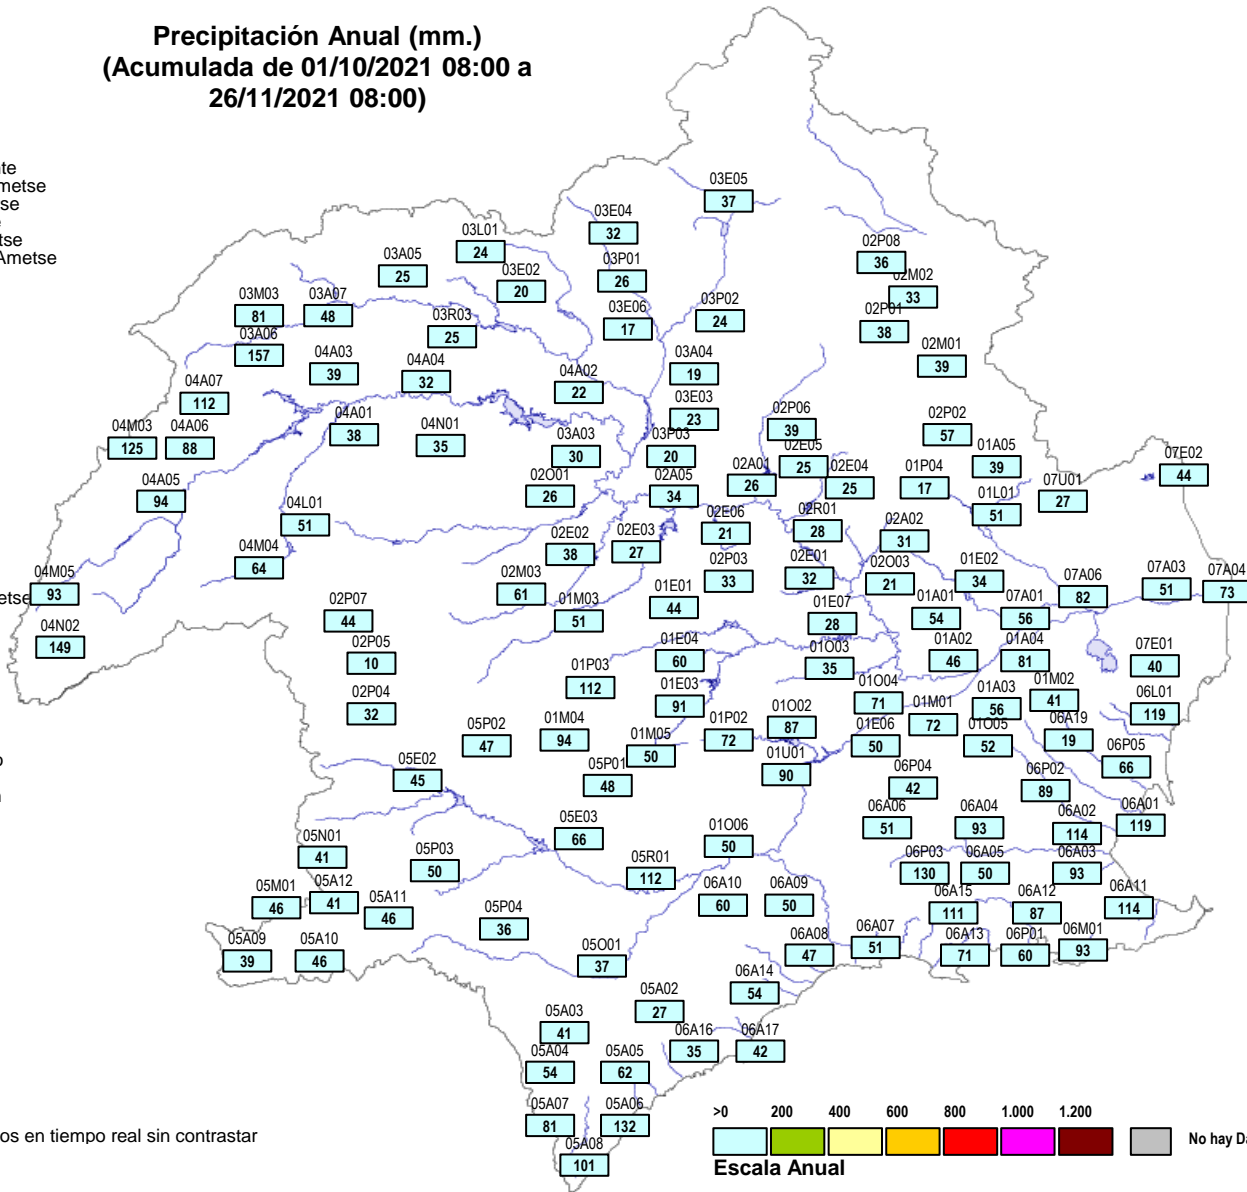 Precipitación Anual (mm.)
(Acumulada de 01/10/2021 08:00 a
26/11/2021 08:00)
03E05
37
03E04
32
03L01
24
03A05
25
03E02
20
03P01
26
02P08
36
02M02
33
03M03
81
03A07
48
03E06
17
03P02
24
02P01
38
03R03
25
03A06
157
04A03
39
04A04
32
03A04
19
02M01
39
04A07
112
04A02
22
03E03
23
04A01
38
04N01
35
02P06
39
02P02
57
04M03
125
04A06
88
03A03
30
03P03
20
02E05
25
01A05
39
07E02
44
04A05
94
02O01
26
02A05
34
02A01
26
02E04
25
01P04
17
07U01
27
04L01
51
01L01
51
02E06
21
02R01
28
02A02
31
02E02
38
02E03
27
04M04
64
02P03
33
02E01
32
02O03
21
01E02
34
04M05
93
02M03
61
07A06
82
07A03
51
07A04
73
01E01
44
02P07
44
01M03
51
01E07
28
01A01
54
07A01
56
04N02
149
02P05
10
01E04
60
01O03
35
01A02
46
01A04
81
07E01
40
01P03
112
01E03
91
02P04
32
01O04
71
01A03
56
01M02
41
06L01
119
01M01
72
01O02
87
05P02
47
01M04
94
01M05
50
01P02
72
01E06
50
01O05
52
06A19
19
06P05
66
05E02
45
05P01
48
01U01
90
06P04
42
06P02
89
05E03
66
06A06
51
06A04
93
06A02
114
06A01
119
05N01
41
05P03
50
01O06
50
05R01
112
06P03
130
06A05
50
06A03
93
05M01
46
05A12
41
05A11
46
06A10
60
06A09
50
06A15
111
06A12
87
06A11
114
05P04
36
05A09
39
05A10
46
05O01
37
06A08
47
06A07
51
06A13
71
06P01
60
06M01
93
06A14
54
05A02
27
05A03
41
06A16
35
06A17
42
05A04
54
05A05
62
05A07
81
05A06
132
05A08
101
os en tiempo real sin contrastar
>0 200 400 600 800 1.000 1.200
No hay Da
Escala Anual